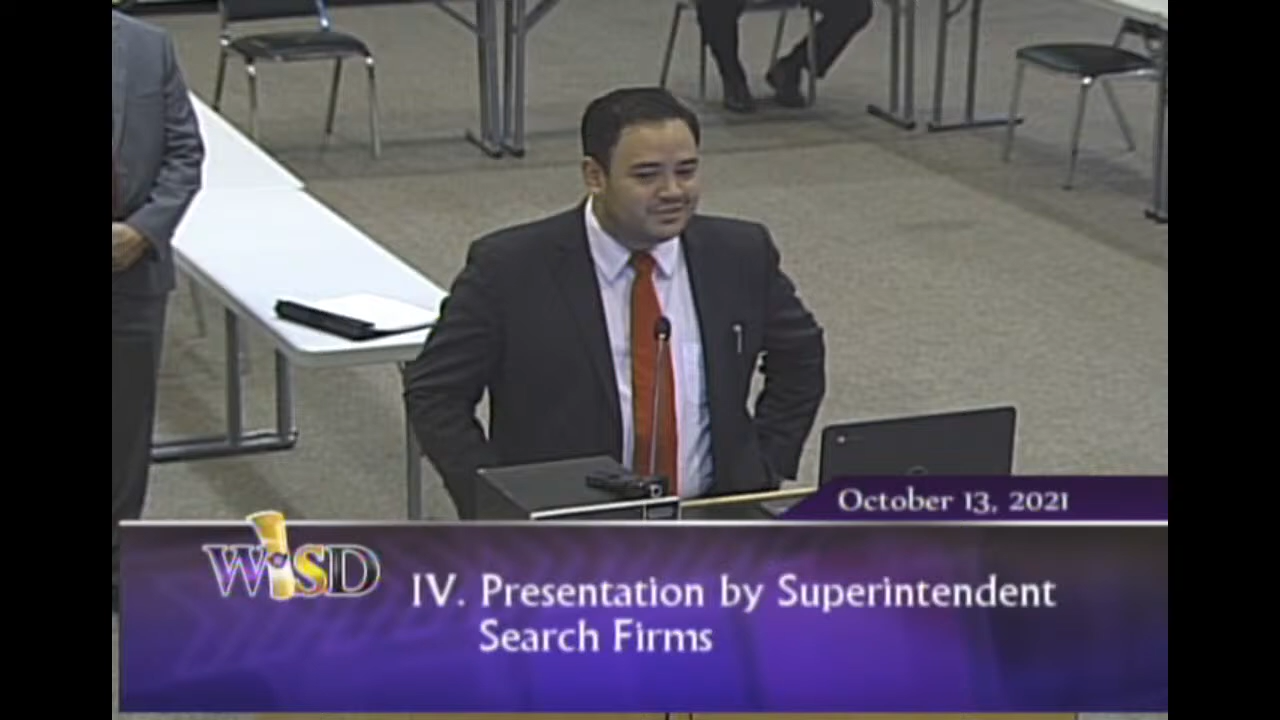 October 13, 2021
WISD
IV. Presentation by Superintendent
Search Firms